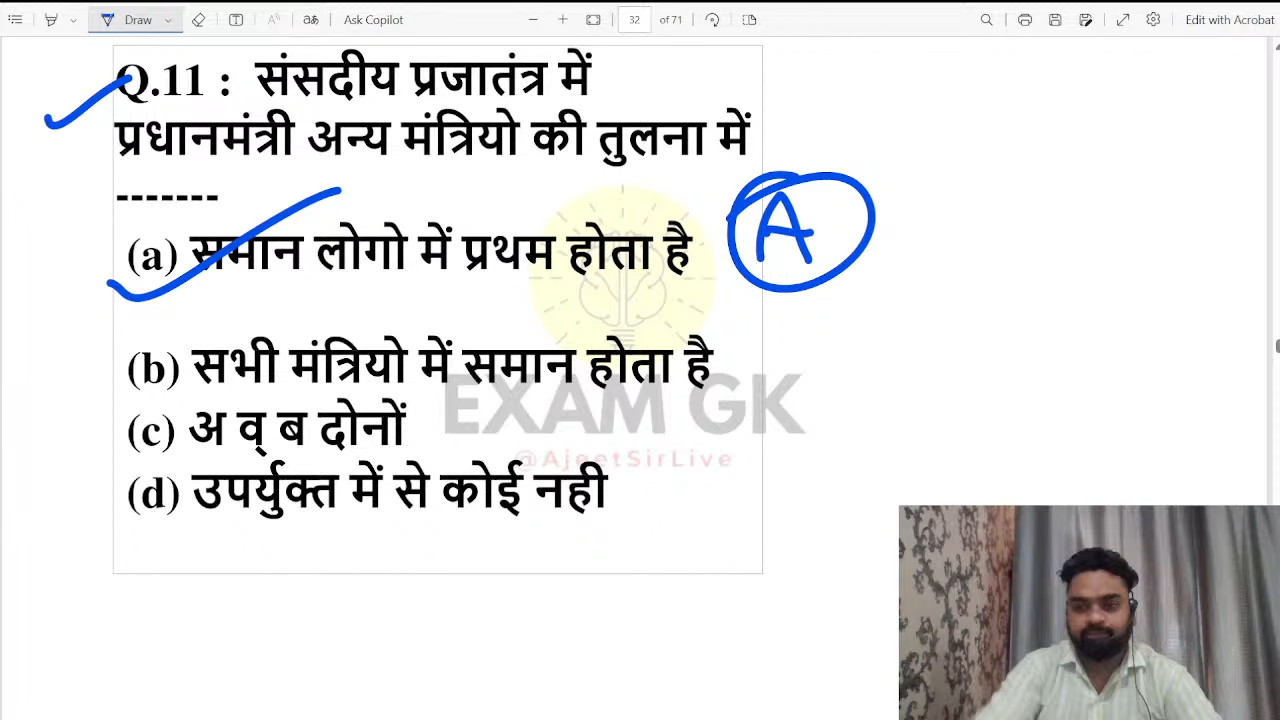 Draw
Ask Copilot
32 of 71
Edit with Acrobat
Q.11 : संसदीय प्रजातंत्र में
प्रधानमंत्री अन्य मंत्रियो की तुलना में
-------
(a) समान लोगो में प्रथम होता है
A
(b) सभी मंत्रियो में समान होता है
(c) अ व् ब दोनों
(d) उपर्युक्त में से कोई नही
EXAM GK
@AjeetSirLive